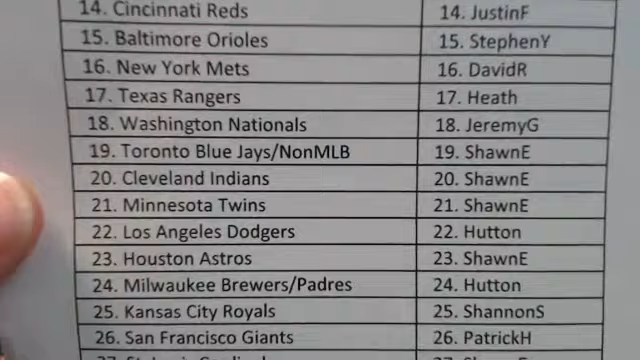 14. Cincinnati Reds 14. JustinF
15. Baltimore Orioles 15. StephenY
16. New York Mets 16. DavidR
17. Texas Rangers 17. Heath
18. Washington Nationals 18. JeremyG
19. Toronto Blue Jays/NonMLB 19. ShawnE
20. Cleveland Indians 20. ShawnE
21. Minnesota Twins 21. ShawnE
22. Los Angeles Dodgers 22. Hutton
23. Houston Astros 23. ShawnE
24. Milwaukee Brewers/Padres 24. Hutton
25. Kansas City Royals 25. ShannonS
26. San Francisco Giants 26. PatrickH